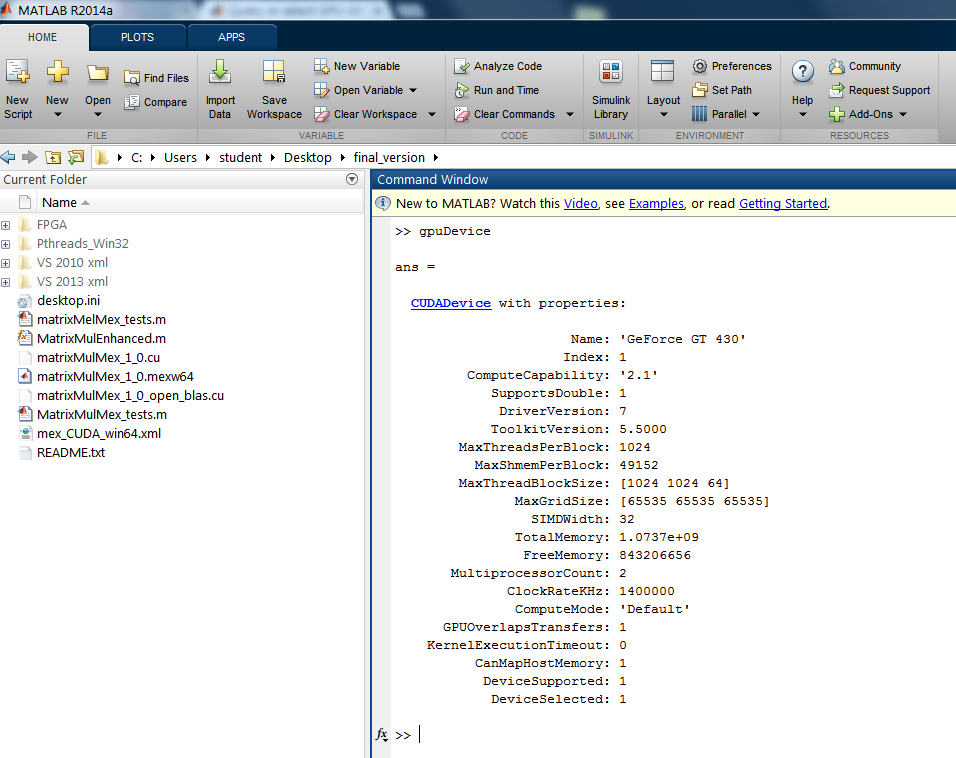 MATLAB R2014a
HOME PLOTS APPS
New Script
New
Open
Find Files
Compare
FILE
Import Data
Save Workspace
New Variable
Open Variable
Clear Workspace
VARIABLE
Analyze Code
Run and Time
Clear Commands
CODE
Simulink Library
SIMULINK
Layout
Preferences
Set Path
Parallel
ENVIRONMENT
Help
Community
Request Support
Add-Ons
RESOURCES
C: Users student Desktop final_version
Current Folder
Name
FPGA
Pthreads_Win32
VS 2010 xml
VS 2013 xml
desktop.ini
matrixMelMex_tests.m
MatrixMulEnhanced.m
matrixMulMex_1_0.cu
matrixMulMex_1_0.mexw64
matrixMulMex_1_0_open_blas.cu
MatrixMulMex_tests.m
mex_CUDA_win64.xml
README.txt
Command Window
New to MATLAB? Watch this Video, see Examples, or read Getting Started.
>> gpuDevice
ans =
CUDADevice with properties:
Name: 'GeForce GT 430'
Index: 1
ComputeCapability: '2.1'
SupportsDouble: 1
DriverVersion: 7
ToolkitVersion: 5.5000
MaxThreadsPerBlock: 1024
MaxShmemPerBlock: 49152
MaxThreadBlockSize: [1024 1024 64]
MaxGridSize: [65535 65535 65535]
SIMDWidth: 32
TotalMemory: 1.0737e+09
FreeMemory: 843206656
MultiprocessorCount: 2
ClockRateKHz: 1400000
ComputeMode: 'Default'
GPUOverlapsTransfers: 1
KernelExecutionTimeout: 0
CanMapHostMemory: 1
DeviceSupported: 1
DeviceSelected: 1
fx >>